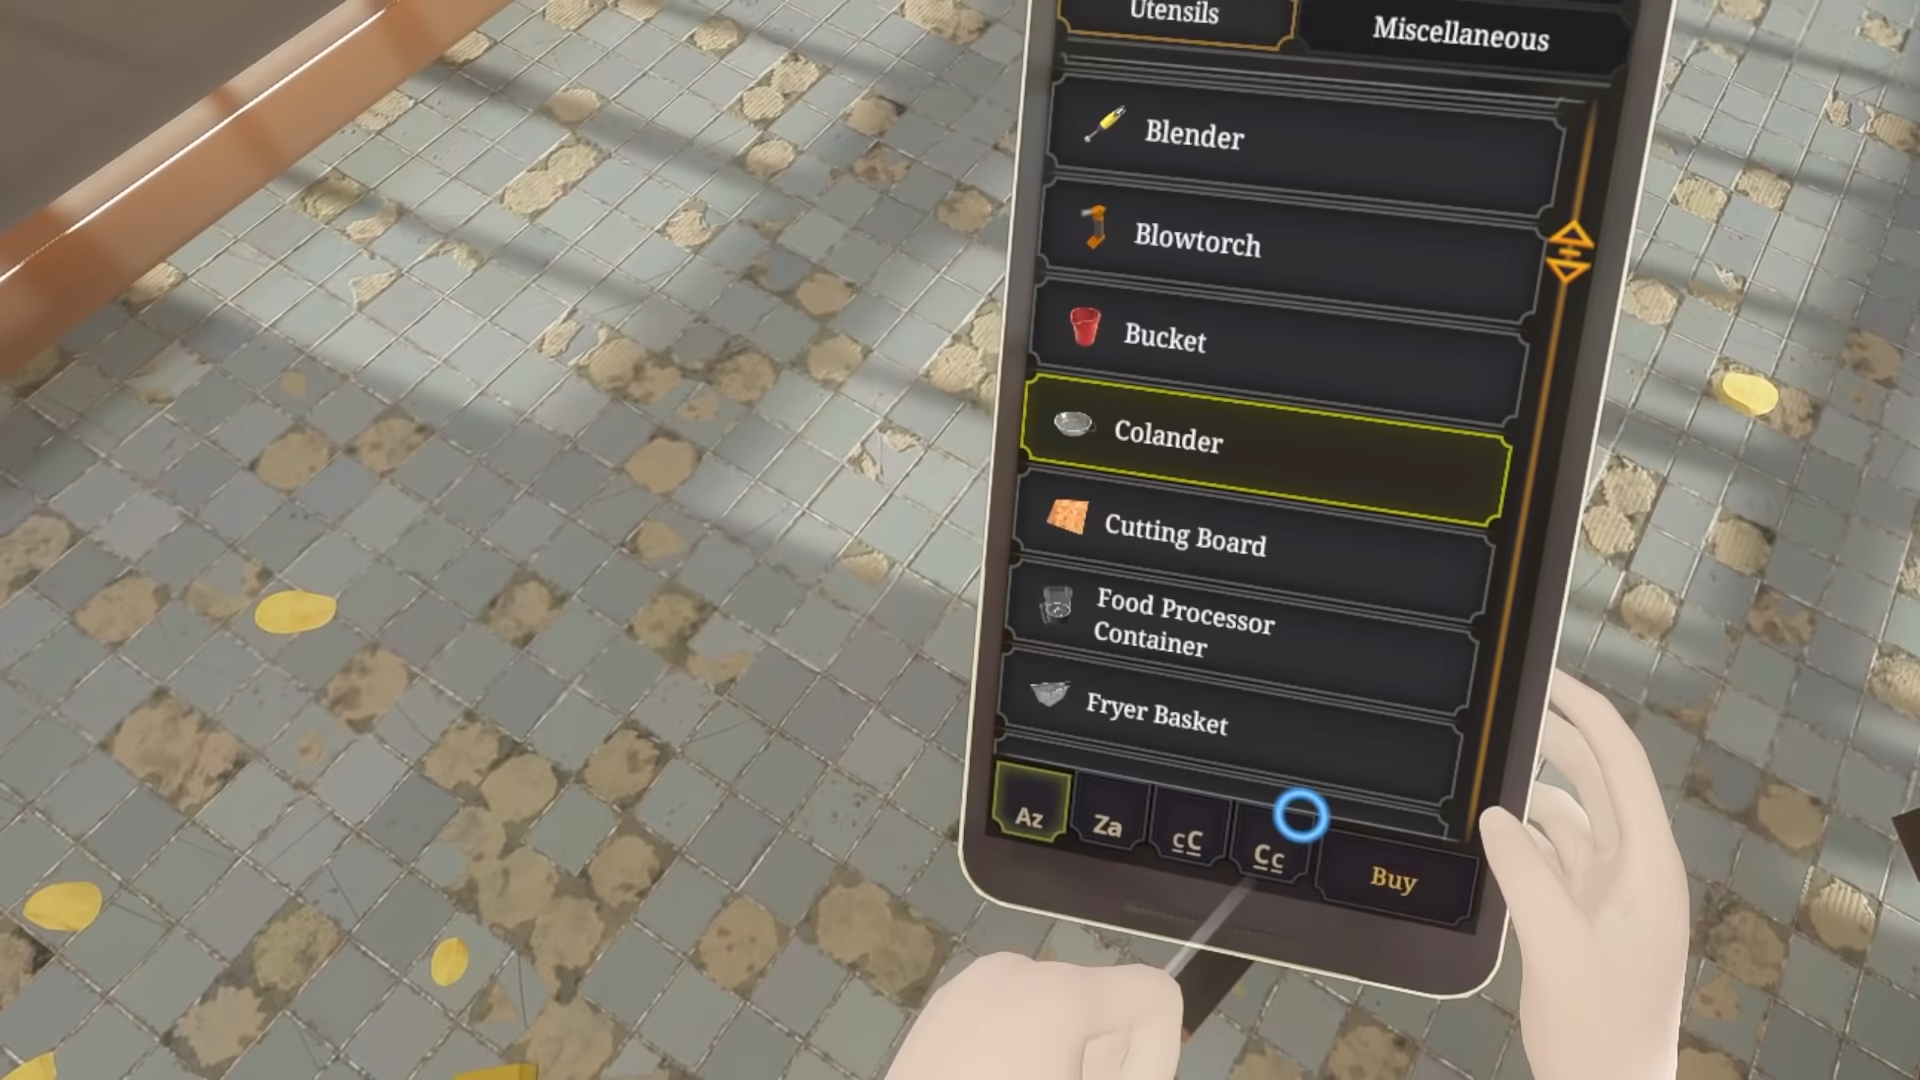 Utensils
Miscellaneous
Blender
Blowtorch
Bucket
Colander
Cutting Board
Food Processor
Container
Fryer Basket
Az
Za
cC
Cc
Buy